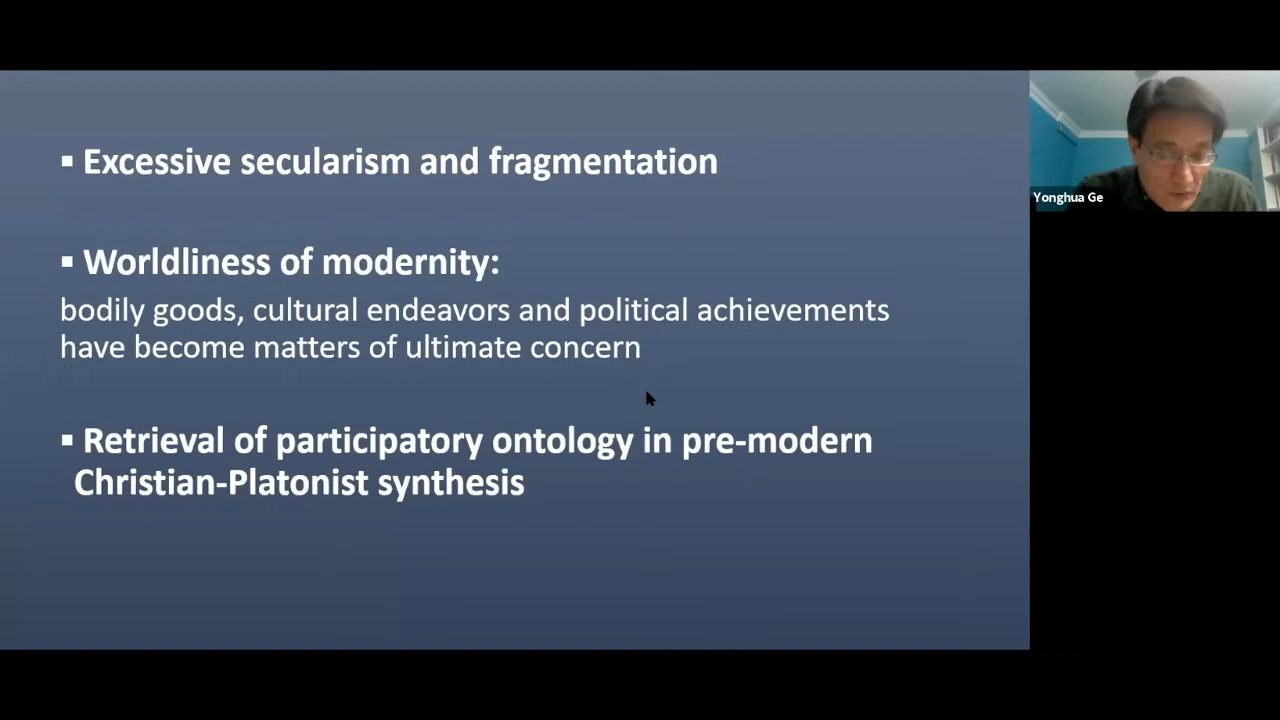 ▪ Excessive secularism and fragmentation
Yonghua Ge
▪ Worldliness of modernity:
bodily goods, cultural endeavors and political achievements
have become matters of ultimate concern
▪ Retrieval of participatory ontology in pre-modern
Christian-Platonist synthesis